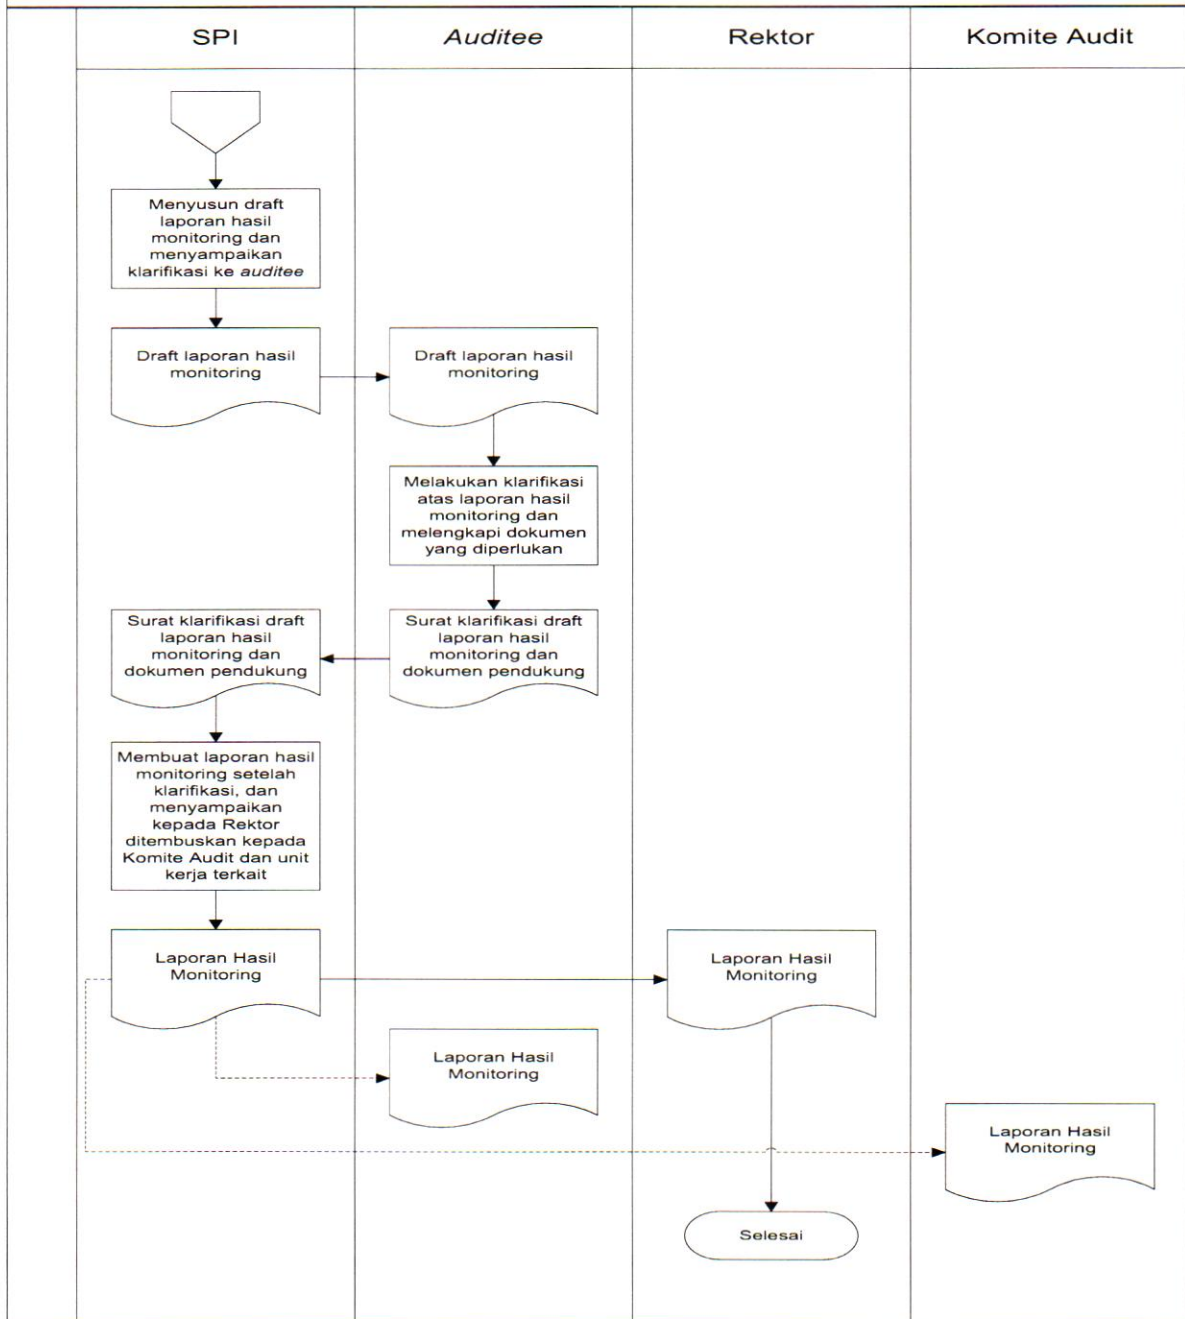 SPI
Auditee
Rektor
Komite Audit
Menyusun draft
laporan hasil
monitoring dan
menyampaikan
klarifikasi ke auditee
Draft laporan hasil
monitoring
Draft laporan hasil
monitoring
Melakukan klarifikasi
atas laporan hasil
monitoring dan
melengkapi dokumen
yang diperlukan
Surat klarifikasi draft
laporan hasil
monitoring dan
dokumen pendukung
Surat klarifikasi draft
laporan hasil
monitoring dan
dokumen pendukung
Membuat laporan hasil
monitoring setelah
klarifikasi, dan
menyampaikan
kepada Rektor
ditembuskan kepada
Komite Audit dan unit
kerja terkait
Laporan Hasil
Monitoring
Laporan Hasil
Monitoring
Laporan Hasil
Monitoring
Laporan Hasil
Monitoring
Selesai